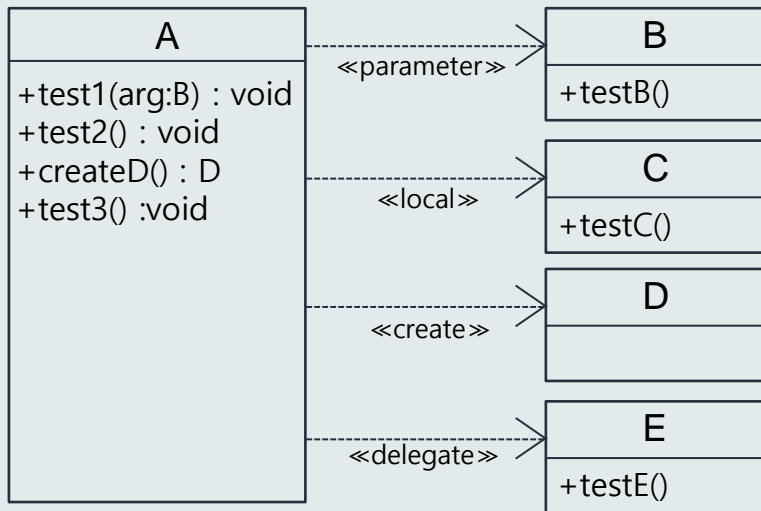 A
+test1(arg:B) : void
+test2() : void
+createD() : D
+test3() :void
≪parameter≫
B
+testB()
≪local≫
C
+testC()
≪create≫
D
≪delegate≫
E
+testE()